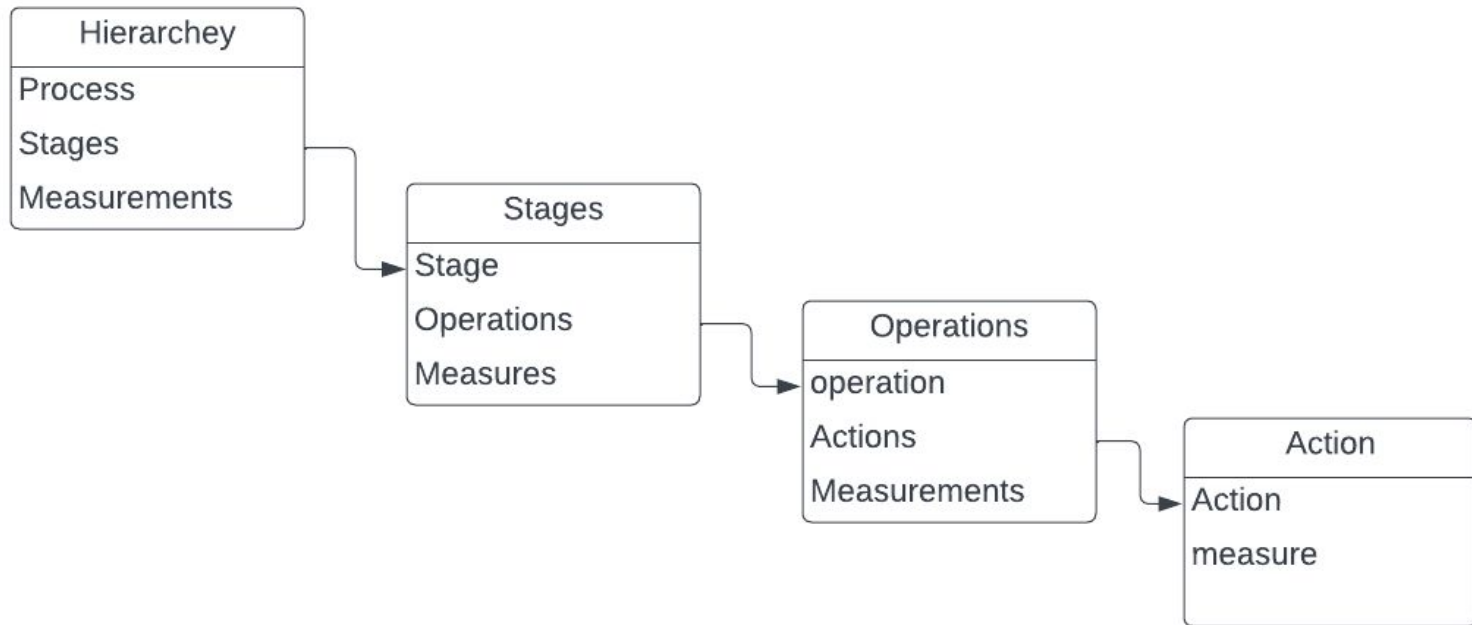 Hierarchey
Process
Stages
Measurements
Stages
Stage
Operations
Measures
Operations
operation
Actions
Measurements
Action
Action
measure